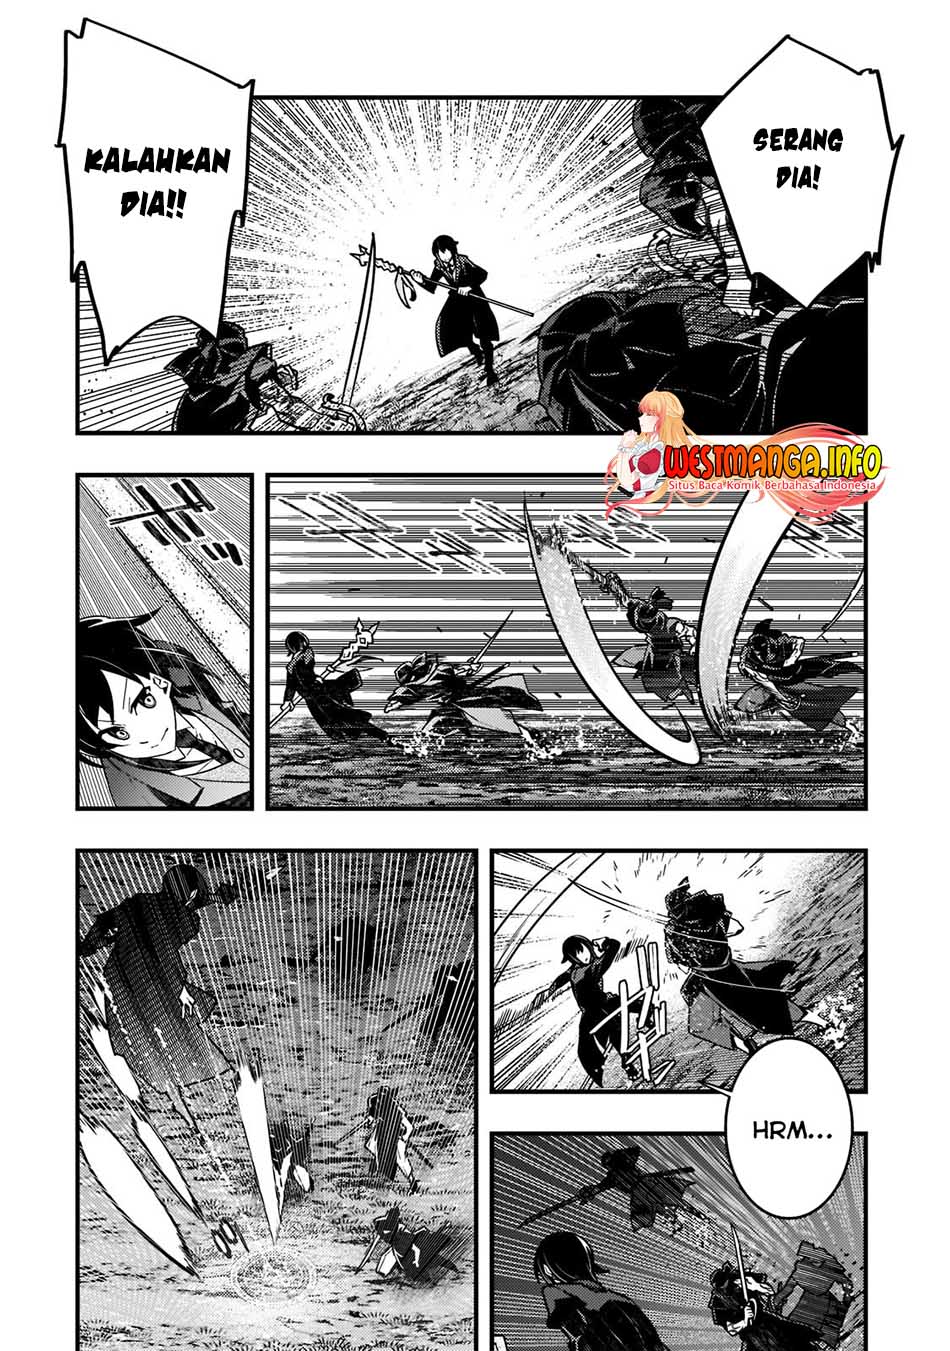 SERANG
DIA!
KALAHKAN
DIA!!
WESTMANGA.INFO
Situs Baca Komik Berbahasa Indonesia
HRM...